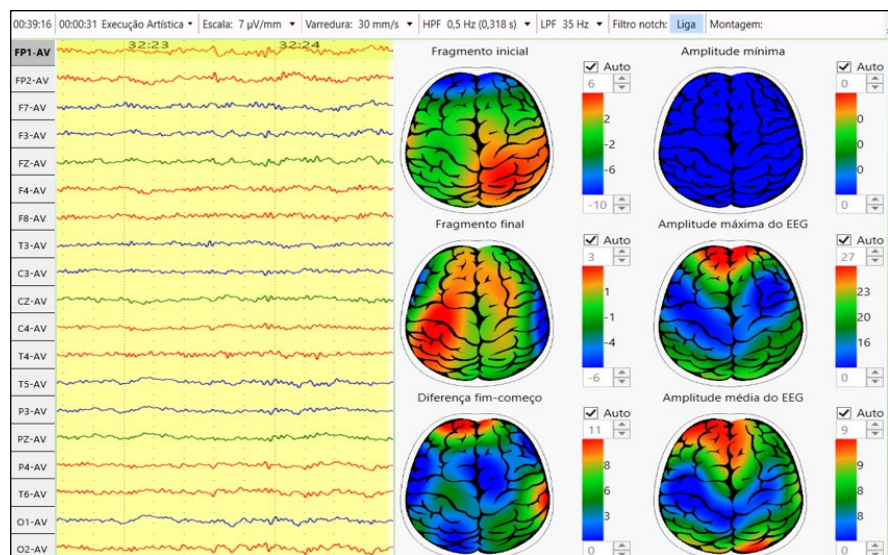 00:39:16 00:00:31 Execução Artística Escala: 7 µV/mm Varredura: 30 mm/s HPF 0,5 Hz (0,318 s) LPF 35 Hz Filtro notch: Liga Montagem:
32:23 32:24
FP1-AV
FP2-AV
F7-AV
F3-AV
FZ-AV
F4-AV
F8-AV
T3-AV
C3-AV
CZ-AV
C4-AV
T4-AV
T5-AV
P3-AV
PZ-AV
P4-AV
T6-AV
O1-AV
O2-AV
Fragmento inicial
Auto
6
2
-2
-6
-10
Amplitude mínima
Auto
0
0
0
0
0
Fragmento final
Auto
3
1
-1
-4
-6
Amplitude máxima do EEG
Auto
27
23
20
16
0
Diferença fim-começo
Auto
11
8
6
3
0
Amplitude média do EEG
Auto
9
9
8
8
0